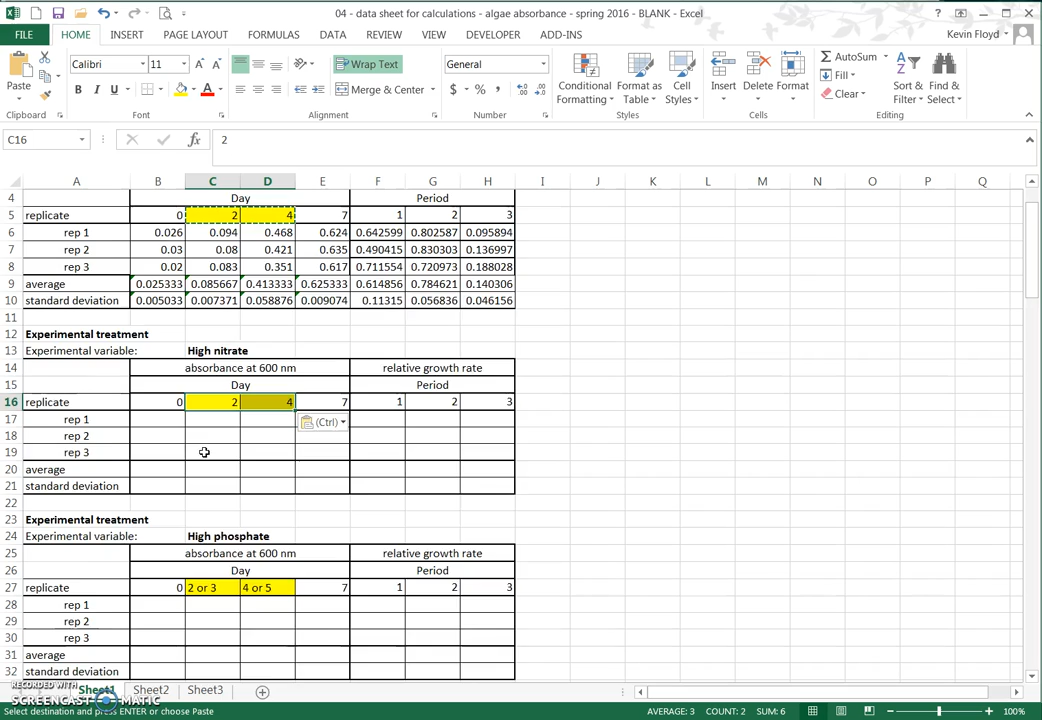 04 - data sheet for calculations - algae absorbance - spring 2016 - BLANK - Excel
FILE HOME INSERT PAGE LAYOUT FORMULAS DATA REVIEW VIEW DEVELOPER ADD-INS Kevin Floyd
Calibri 11 Wrap Text General AutoSum
Paste Conditional Format as Cell Insert Delete Format Fill Sort & Find &
B I U A Merge & Center $ % , Formatting Table Styles Clear Filter Select
Clipboard Font Alignment Number Styles Cells Editing
C16 fx 2
A B C D E F G H I J K L M N O P Q
4 Day Period
5 replicate 0 2 4 7 1 2 3
6 rep 1 0.026 0.094 0.468 0.624 0.642599 0.802587 0.095894
7 rep 2 0.03 0.08 0.421 0.635 0.490415 0.830303 0.136997
8 rep 3 0.02 0.083 0.351 0.617 0.711554 0.720973 0.188028
9 average 0.025333 0.085667 0.413333 0.625333 0.614856 0.784621 0.140306
10 standard deviation 0.005033 0.007371 0.058876 0.009074 0.11315 0.056836 0.046156
11
12 Experimental treatment
13 Experimental variable: High nitrate
14 absorbance at 600 nm relative growth rate
15 Day Period
16 replicate 0 2 4 7 1 2 3
17 rep 1 (Ctrl)
18 rep 2
19 rep 3
20 average
21 standard deviation
22
23 Experimental treatment
24 Experimental variable: High phosphate
25 absorbance at 600 nm relative growth rate
26 Day Period
27 replicate 0 2 or 3 4 or 5 7 1 2 3
28 rep 1
29 rep 2
30 rep 3
31 average
32 standard deviation
RECORDED WITH
SCREENCAST MATIC
Sheet1 Sheet2 Sheet3
Select destination and press ENTER or choose Paste AVERAGE: 3 COUNT: 2 SUM: 6 100%